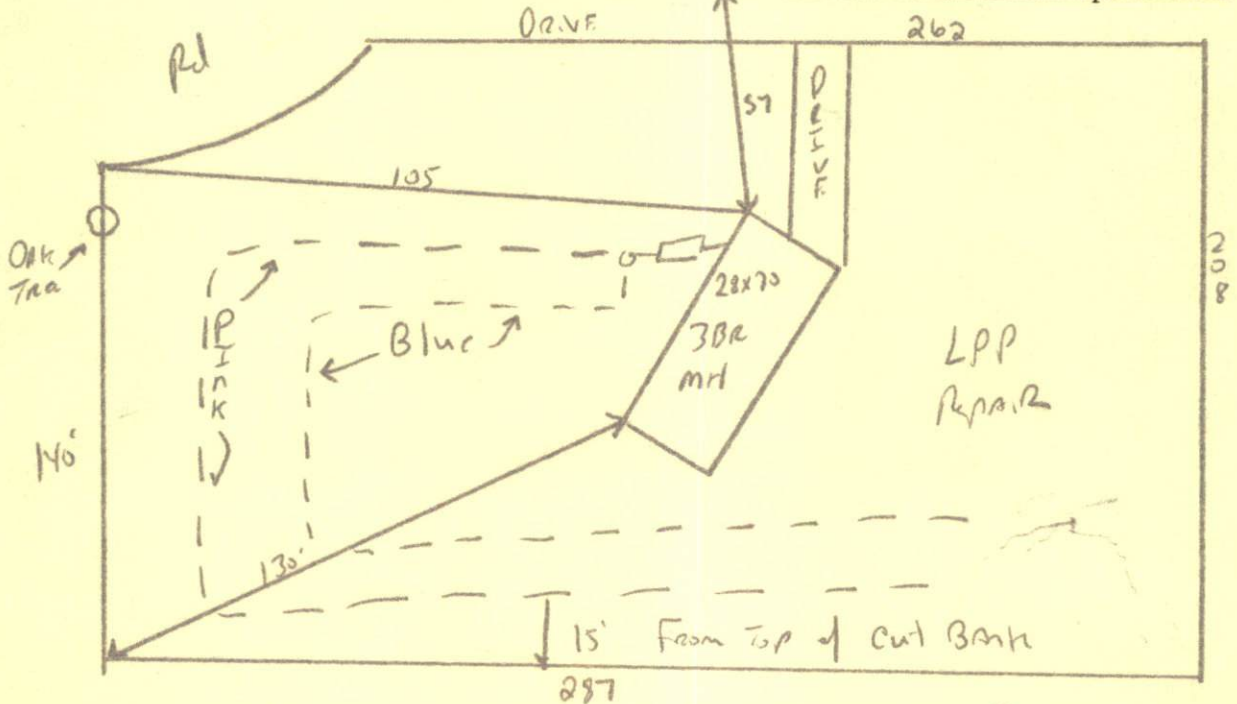 DRIVE
262
Rd
57
DRIVE
105
OAK
Tra
28x70
208
PInK
Blue
3BR
MH
LPP
Repair
140'
130'
15' From Top of Cut Bank
287